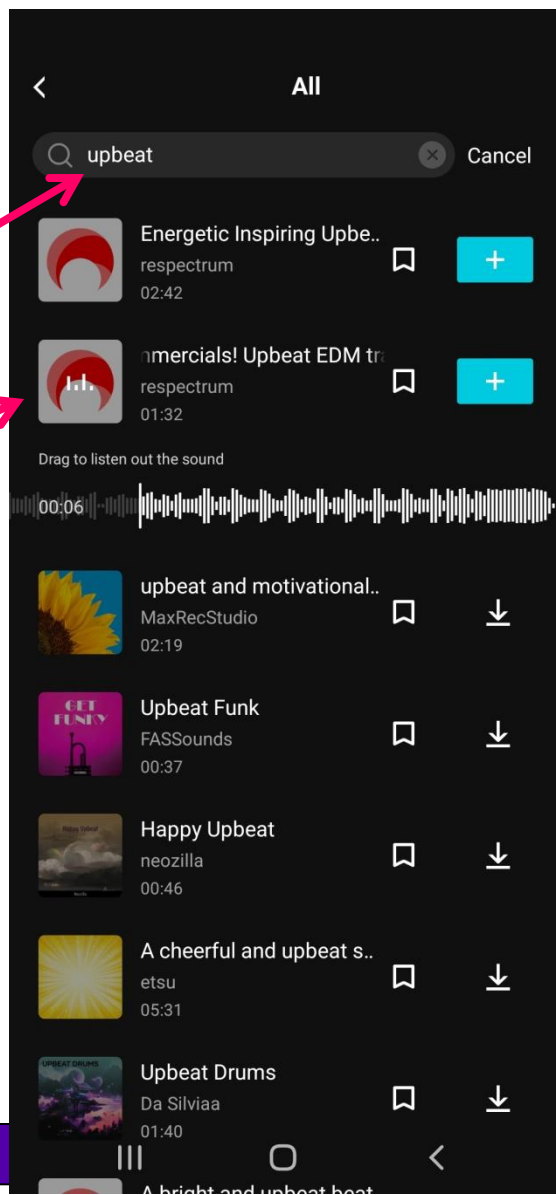 All
upbeat
Cancel
Energetic Inspiring Upbe..
respectrum
02:42
mercials! Upbeat EDM tra
respectrum
01:32
Drag to listen out the sound
00:06
upbeat and motivational..
MaxRecStudio
02:19
GET
FUNKY
Upbeat Funk
FASSounds
00:37
Happy Upbeat
Happy Upbeat
neozilla
00:46
A cheerful and upbeat s..
etsu
05:31
UPBEAT DRUMS
Upbeat Drums
Da Silviaa
01:40
A bright and upbeat beat